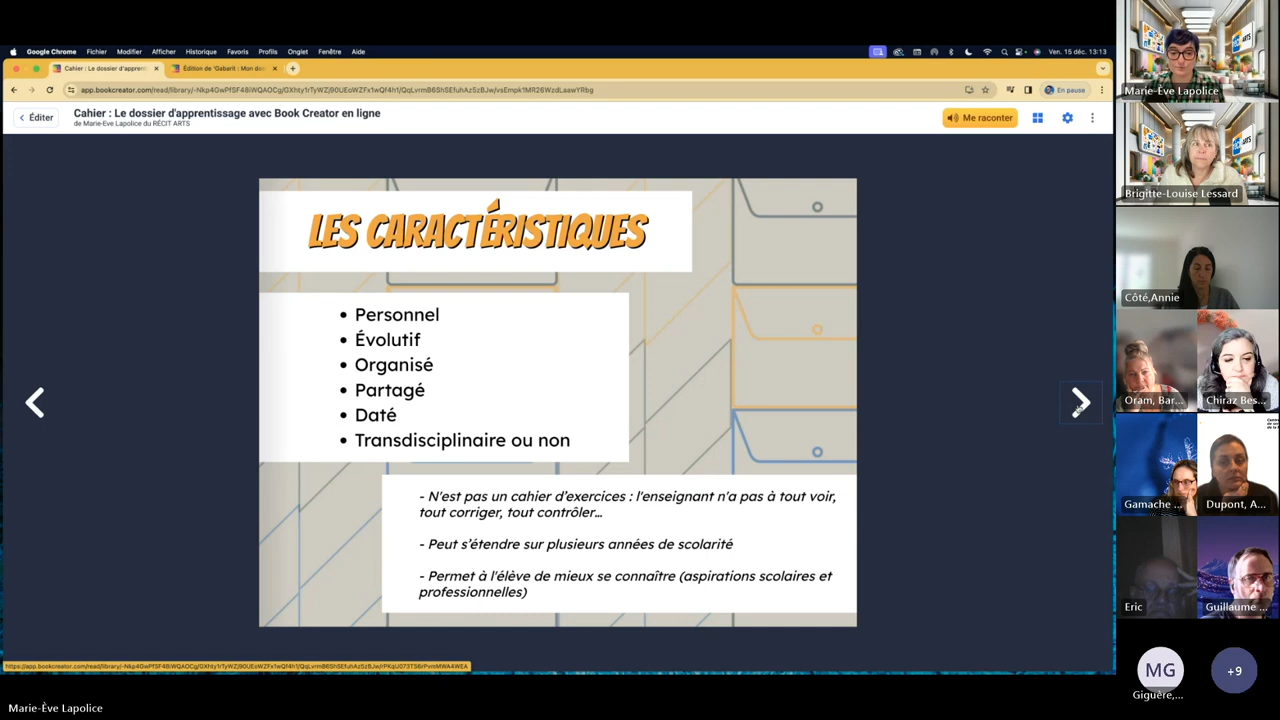 Google Chrome Fichier Modifier Afficher Historique Favoris Profils Onglet Fenêtre Aide Ven. 15 déc. 13:13
Cahier : Le dossier d'apprent Édition de "Gabarit : Mon dos
En pause
Éditer
Cahier : Le dossier d'apprentissage avec Book Creator en ligne
de Marie-Eve Lapolice du RÉCIT ARTS
Me raconter
LES CARACTÉRISTIQUES
• Personnel
• Évolutif
• Organisé
• Partagé
• Daté
• Transdisciplinaire ou non
- N'est pas un cahier d'exercices : l'enseignant n'a pas à tout voir,
tout corriger, tout contrôler...
- Peut s'étendre sur plusieurs années de scolarité
- Permet à l'élève de mieux se connaître (aspirations scolaires et
professionnelles)
Marie-Ève Lapolice
Brigitte-Louise Lessard
Côté,Annie
Oram, Bar...
Chiraz Bes...
Gamache ...
Dupont, A...
Eric
Guillaume ...
MG
Giguère,...
+9
Marie-Ève Lapolice